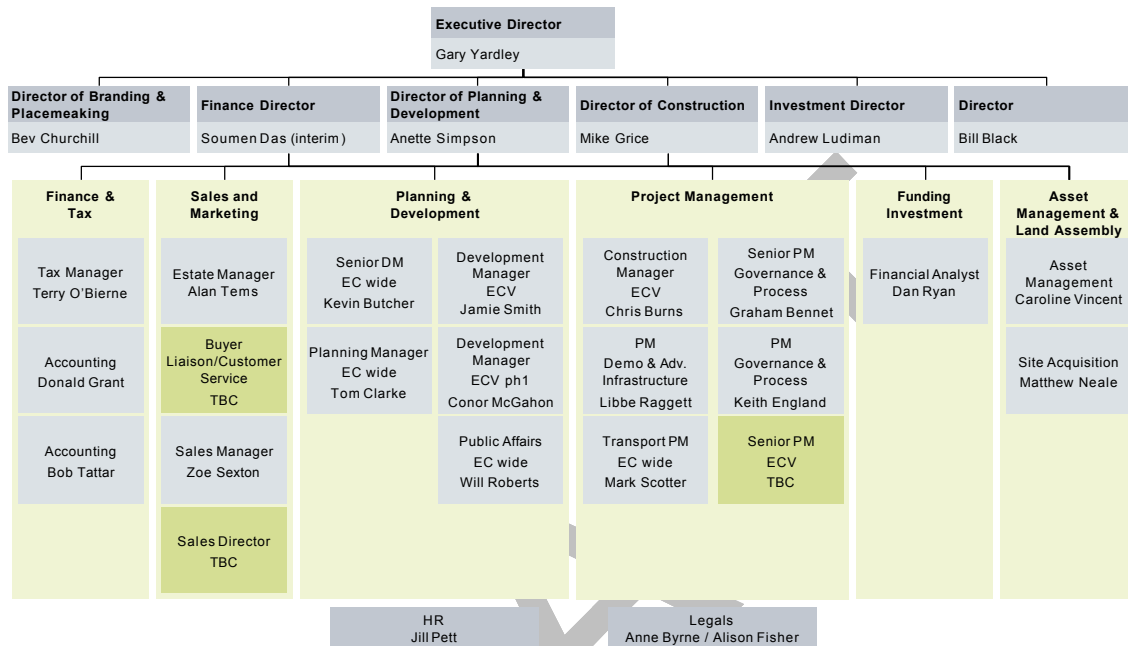 Executive Director
Gary Yardley
Director of Branding &
Placemeaking
Bev Churchill
Finance Director
Soumen Das (interim)
Director of Planning &
Development
Anette Simpson
Director of Construction
Mike Grice
Investment Director
Andrew Ludiman
Director
Bill Black
Finance &
Tax
Tax Manager
Terry O'Bierne
Accounting
Donald Grant
Accounting
Bob Tattar
Sales and
Marketing
Estate Manager
Alan Tems
Buyer
Liaison/Customer
Service
TBC
Sales Manager
Zoe Sexton
Sales Director
TBC
Planning &
Development
Senior DM
EC wide
Kevin Butcher
Planning Manager
EC wide
Tom Clarke
Development
Manager
ECV
Jamie Smith
Development
Manager
ECV ph1
Conor McGahon
Public Affairs
EC wide
Will Roberts
Project Management
Construction
Manager
ECV
Chris Burns
PM
Demo & Adv.
Infrastructure
Libbe Raggett
Transport PM
EC wide
Mark Scotter
Senior PM
Governance &
Process
Graham Bennet
PM
Governance &
Process
Keith England
Senior PM
ECV
TBC
Funding
Investment
Financial Analyst
Dan Ryan
Asset
Management &
Land Assembly
Asset
Management
Caroline Vincent
Site Acquisition
Matthew Neale
HR
Jill Pett
Legals
Anne Byrne / Alison Fisher